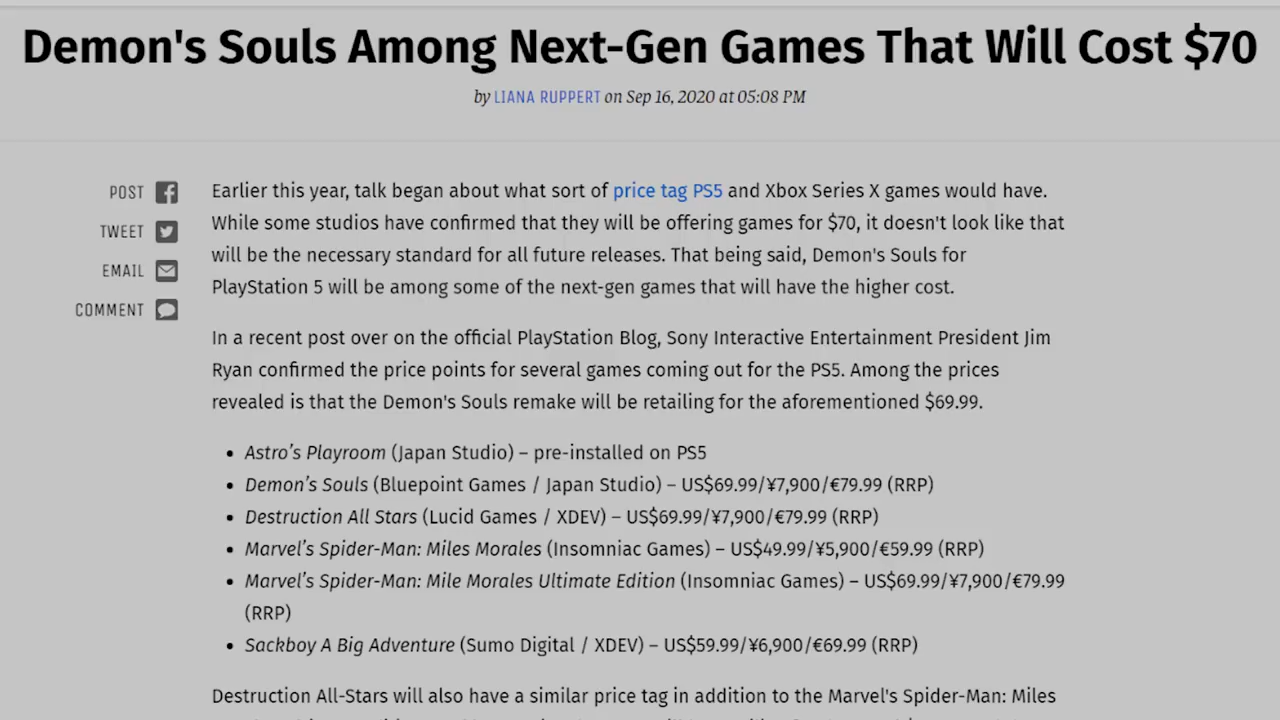 Demon's Souls Among Next-Gen Games That Will Cost $70
by LIANA RUPPERT on Sep 16, 2020 at 05:08 PM
POST
TWEET
EMAIL
COMMENT
Earlier this year, talk began about what sort of price tag PS5 and Xbox Series X games would have.
While some studios have confirmed that they will be offering games for $70, it doesn't look like that
will be the necessary standard for all future releases. That being said, Demon's Souls for
PlayStation 5 will be among some of the next-gen games that will have the higher cost.
In a recent post over on the official PlayStation Blog, Sony Interactive Entertainment President Jim
Ryan confirmed the price points for several games coming out for the PS5. Among the prices
revealed is that the Demon's Souls remake will be retailing for the aforementioned $69.99.
• Astro’s Playroom (Japan Studio) – pre-installed on PS5
• Demon’s Souls (Bluepoint Games / Japan Studio) – US$69.99/¥7,900/€79.99 (RRP)
• Destruction All Stars (Lucid Games / XDEV) – US$69.99/¥7,900/€79.99 (RRP)
• Marvel’s Spider-Man: Miles Morales (Insomniac Games) – US$49.99/¥5,900/€59.99 (RRP)
• Marvel’s Spider-Man: Mile Morales Ultimate Edition (Insomniac Games) – US$69.99/¥7,900/€79.99
(RRP)
• Sackboy A Big Adventure (Sumo Digital / XDEV) – US$59.99/¥6,900/€69.99 (RRP)
Destruction All-Stars will also have a similar price tag in addition to the Marvel's Spider-Man: Miles